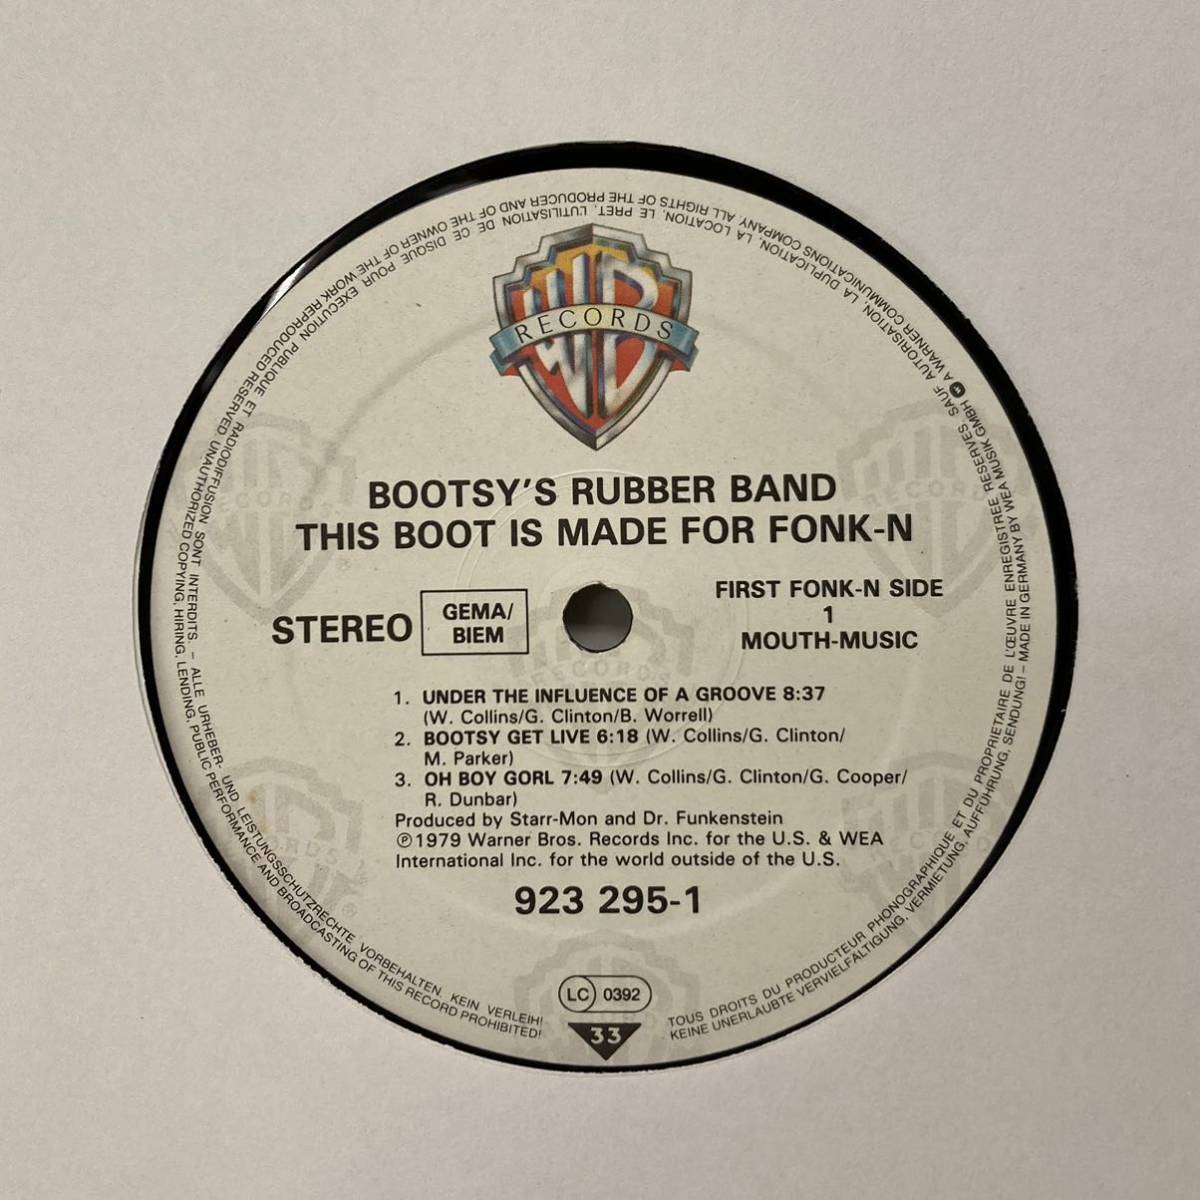 WB
RECORDS
BOOTSY'S RUBBER BAND
THIS BOOT IS MADE FOR FONK-N
STEREO
GEMA/
BIEM
FIRST FONK-N SIDE
1
MOUTH-MUSIC
1. UNDER THE INFLUENCE OF A GROOVE 8:37
(W. Collins/G. Clinton/B. Worrell)
2. BOOTSY GET LIVE 6:18 (W. Collins/G. Clinton/
M. Parker)
3. OH BOY GORL 7:49 (W. Collins/G. Clinton/G. Cooper/
R. Dunbar)
Produced by Starr-Mon and Dr. Funkenstein
℗1979 Warner Bros. Records Inc. for the U.S. & WEA
International Inc. for the world outside of the U.S.
923 295-1
LC 0392
33
TOUS DROITS DU PRODUCTEUR PHONOGRAPHIQUE ET DU PROPRIETAIRE DE L'ŒUVRE ENREGISTREE RESERVES. SAUF AUTORISATION, LA DUPLICATION, LA LOCATION, LE PRET, L'UTILISATION DE CE DISQUE POUR EXECUTION PUBLIQUE ET RADIODIFFUSION SONT INTERDITS. – ALLE URHEBER- UND LEISTUNGSSCHUTZRECHTE VORBEHALTEN. KEIN VERLEIH!
KEINE UNERLAUBTE VERVIELFÄLTIGUNG, VERMIETUNG, AUFFÜHRUNG, SENDUNG! – MADE IN GERMANY BY WEA MUSIK GMBH A WARNER COMMUNICATIONS COMPANY. ALL RIGHTS OF THE PRODUCER AND OF THE OWNER OF THE WORK REPRODUCED RESERVED. UNAUTHORIZED COPYING, HIRING, LENDING, PUBLIC PERFORMANCE AND BROADCASTING OF THIS RECORD PROHIBITED!